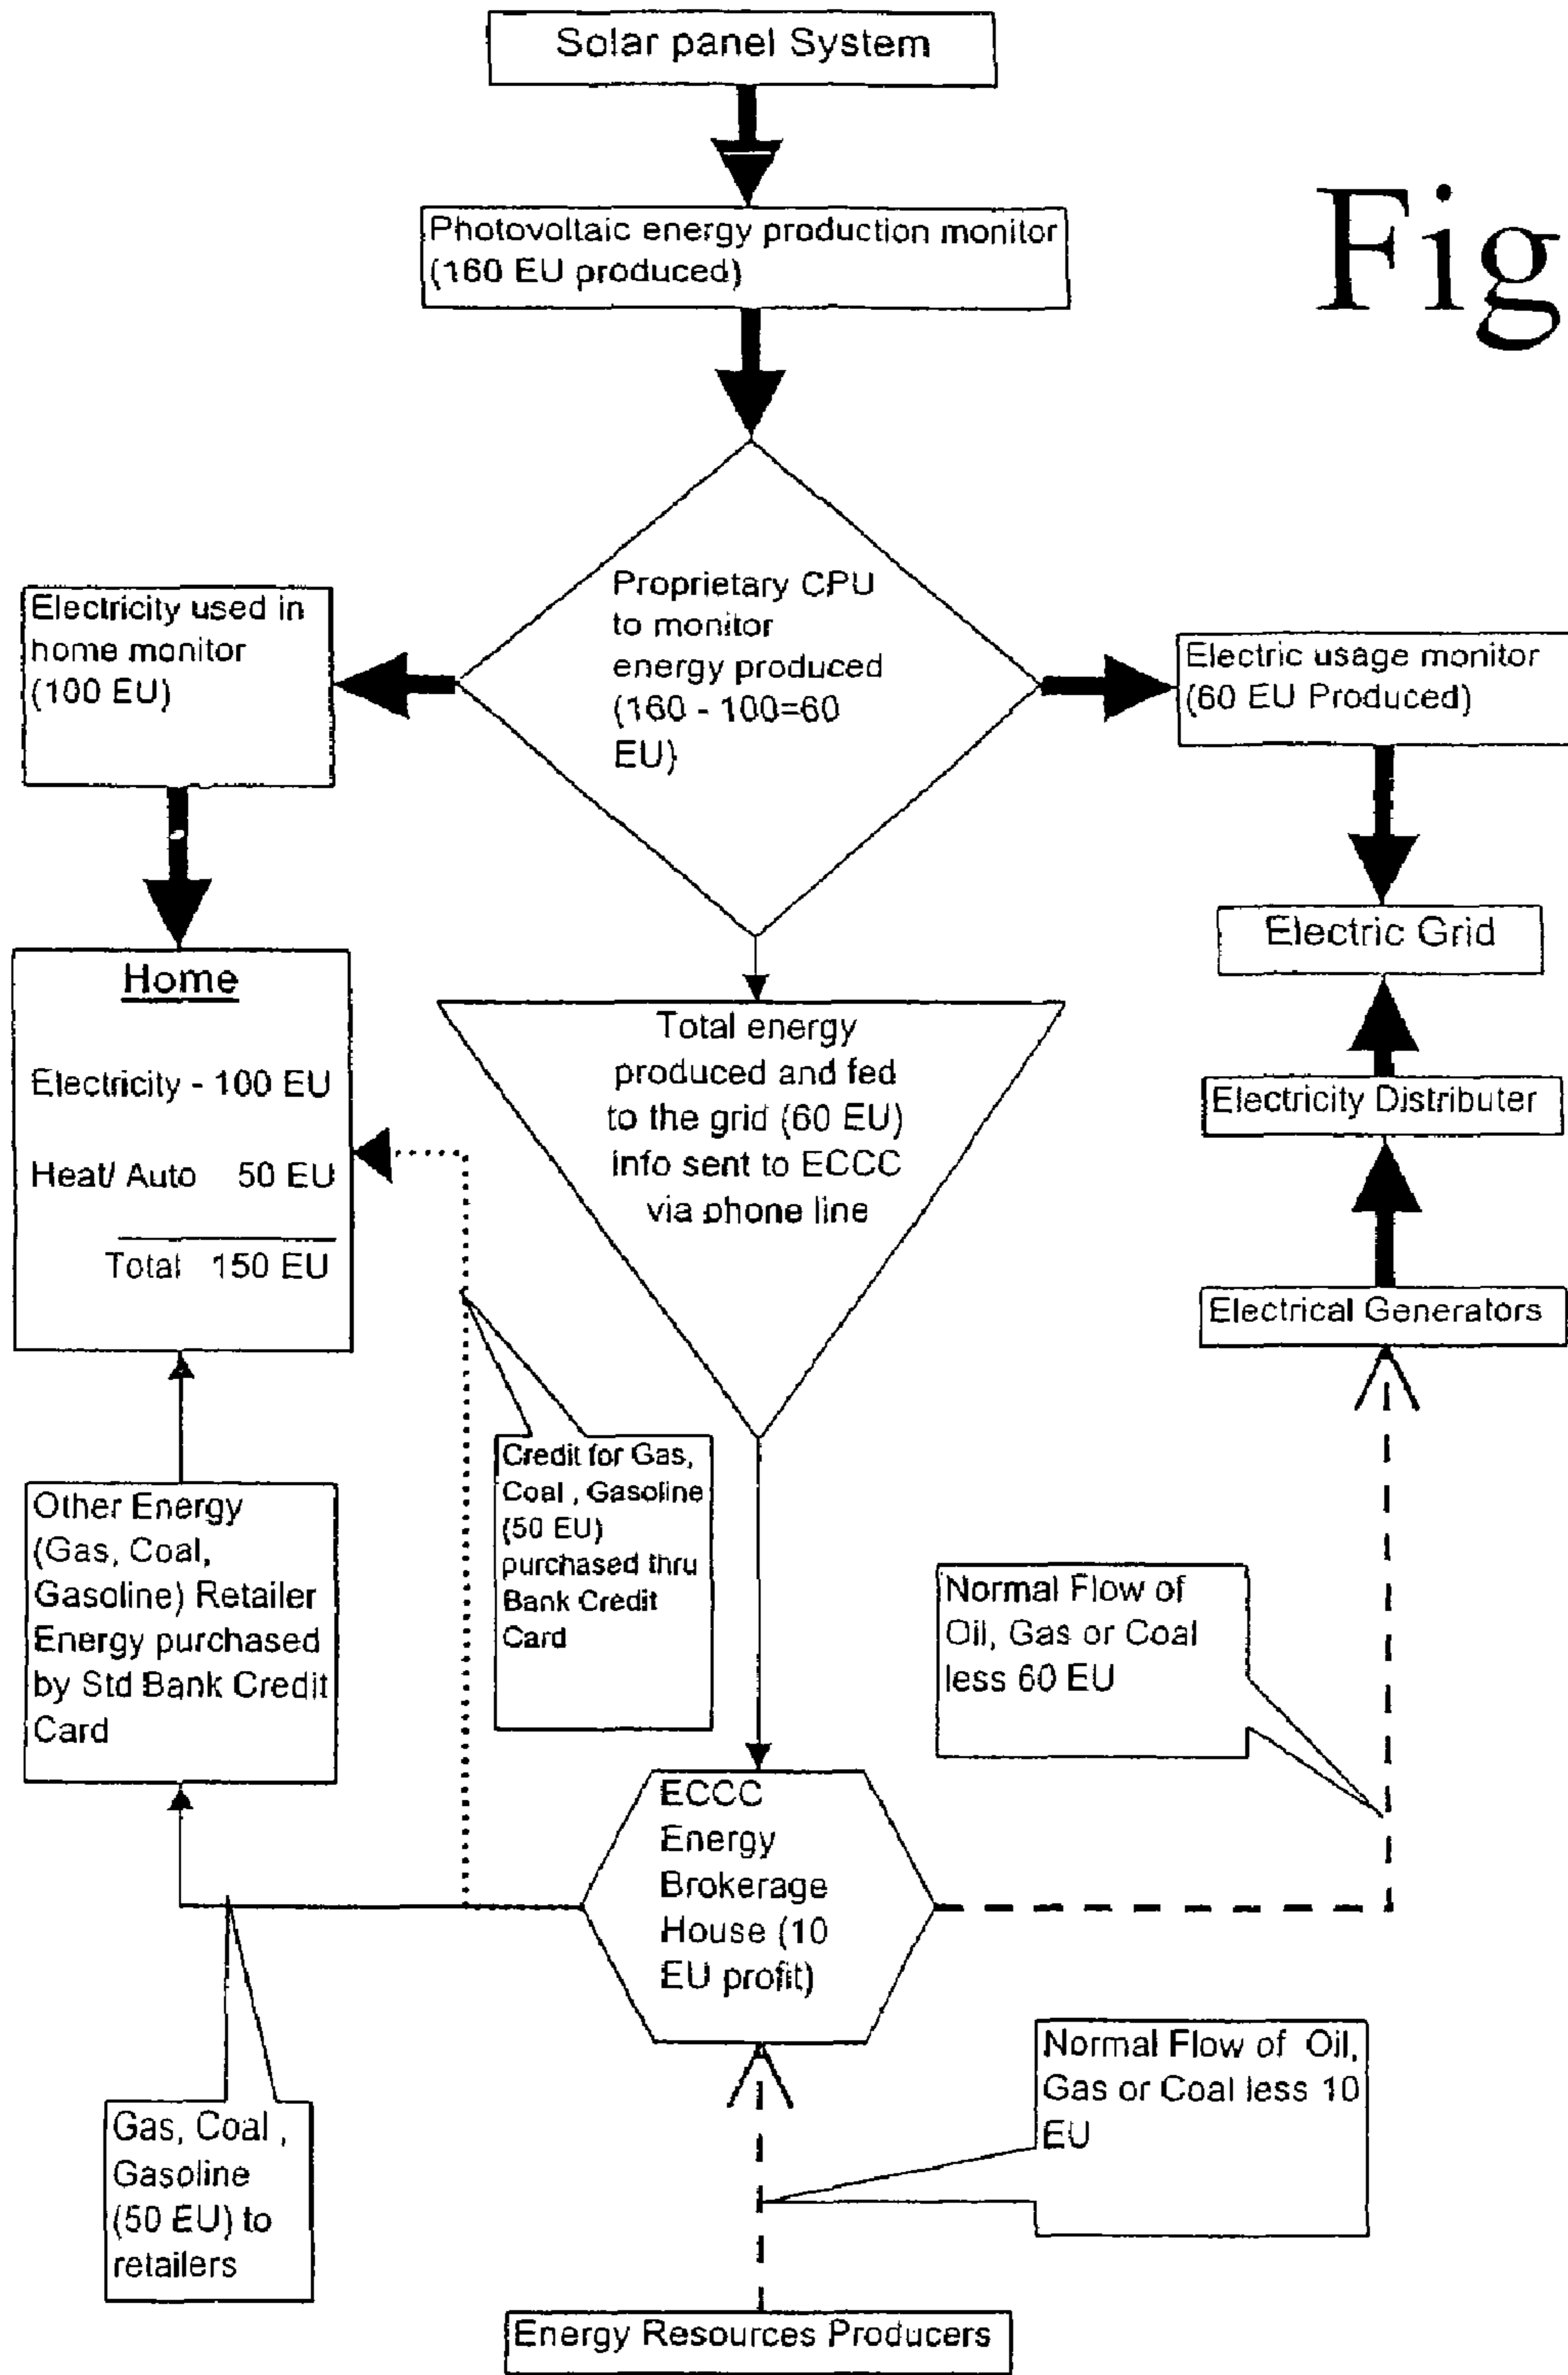 Solar panel System
Fig
Photovoltaic energy production monitor
(160 EU produced)
Proprietary CPU
to monitor
energy produced
(160 - 100=60
EU)
Electricity used in
home monitor
(100 EU)
Electric usage monitor
(60 EU Produced)
Electric Grid
Home
Electricity - 100 EU
Heat/ Auto 50 EU
Total 150 EU
Total energy
produced and fed
to the grid (60 EU)
info sent to ECCC
via phone line
Electricity Distributer
Electrical Generators
Credit for Gas,
Coal , Gasoline
(50 EU)
purchased thru
Bank Credit
Card
Other Energy
(Gas, Coal,
Gasoline) Retailer
Energy purchased
by Std Bank Credit
Card
Normal Flow of
Oil, Gas or Coal
less 60 EU
ECCC
Energy
Brokerage
House (10
EU profit)
Normal Flow of Oil,
Gas or Coal less 10
EU
Gas, Coal ,
Gasoline
(50 EU) to
retailers
Energy Resources Producers